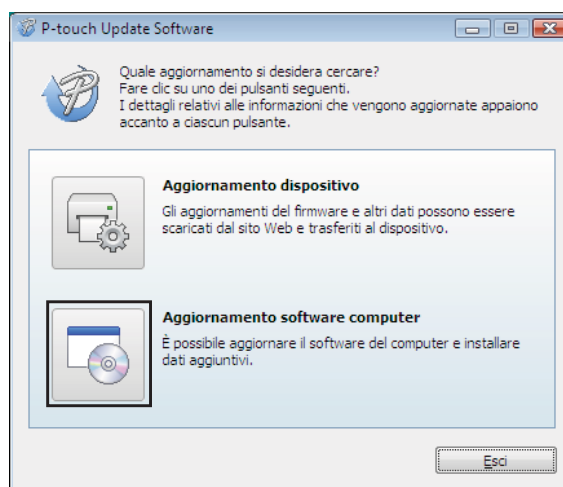 P-touch Update Software
Quale aggiornamento si desidera cercare?
Fare clic su uno dei pulsanti seguenti.
I dettagli relativi alle informazioni che vengono aggiornate appaiono
accanto a ciascun pulsante.
Aggiornamento dispositivo
Gli aggiornamenti del firmware e altri dati possono essere
scaricati dal sito Web e trasferiti al dispositivo.
Aggiornamento software computer
È possibile aggiornare il software del computer e installare
dati aggiuntivi.
Esci